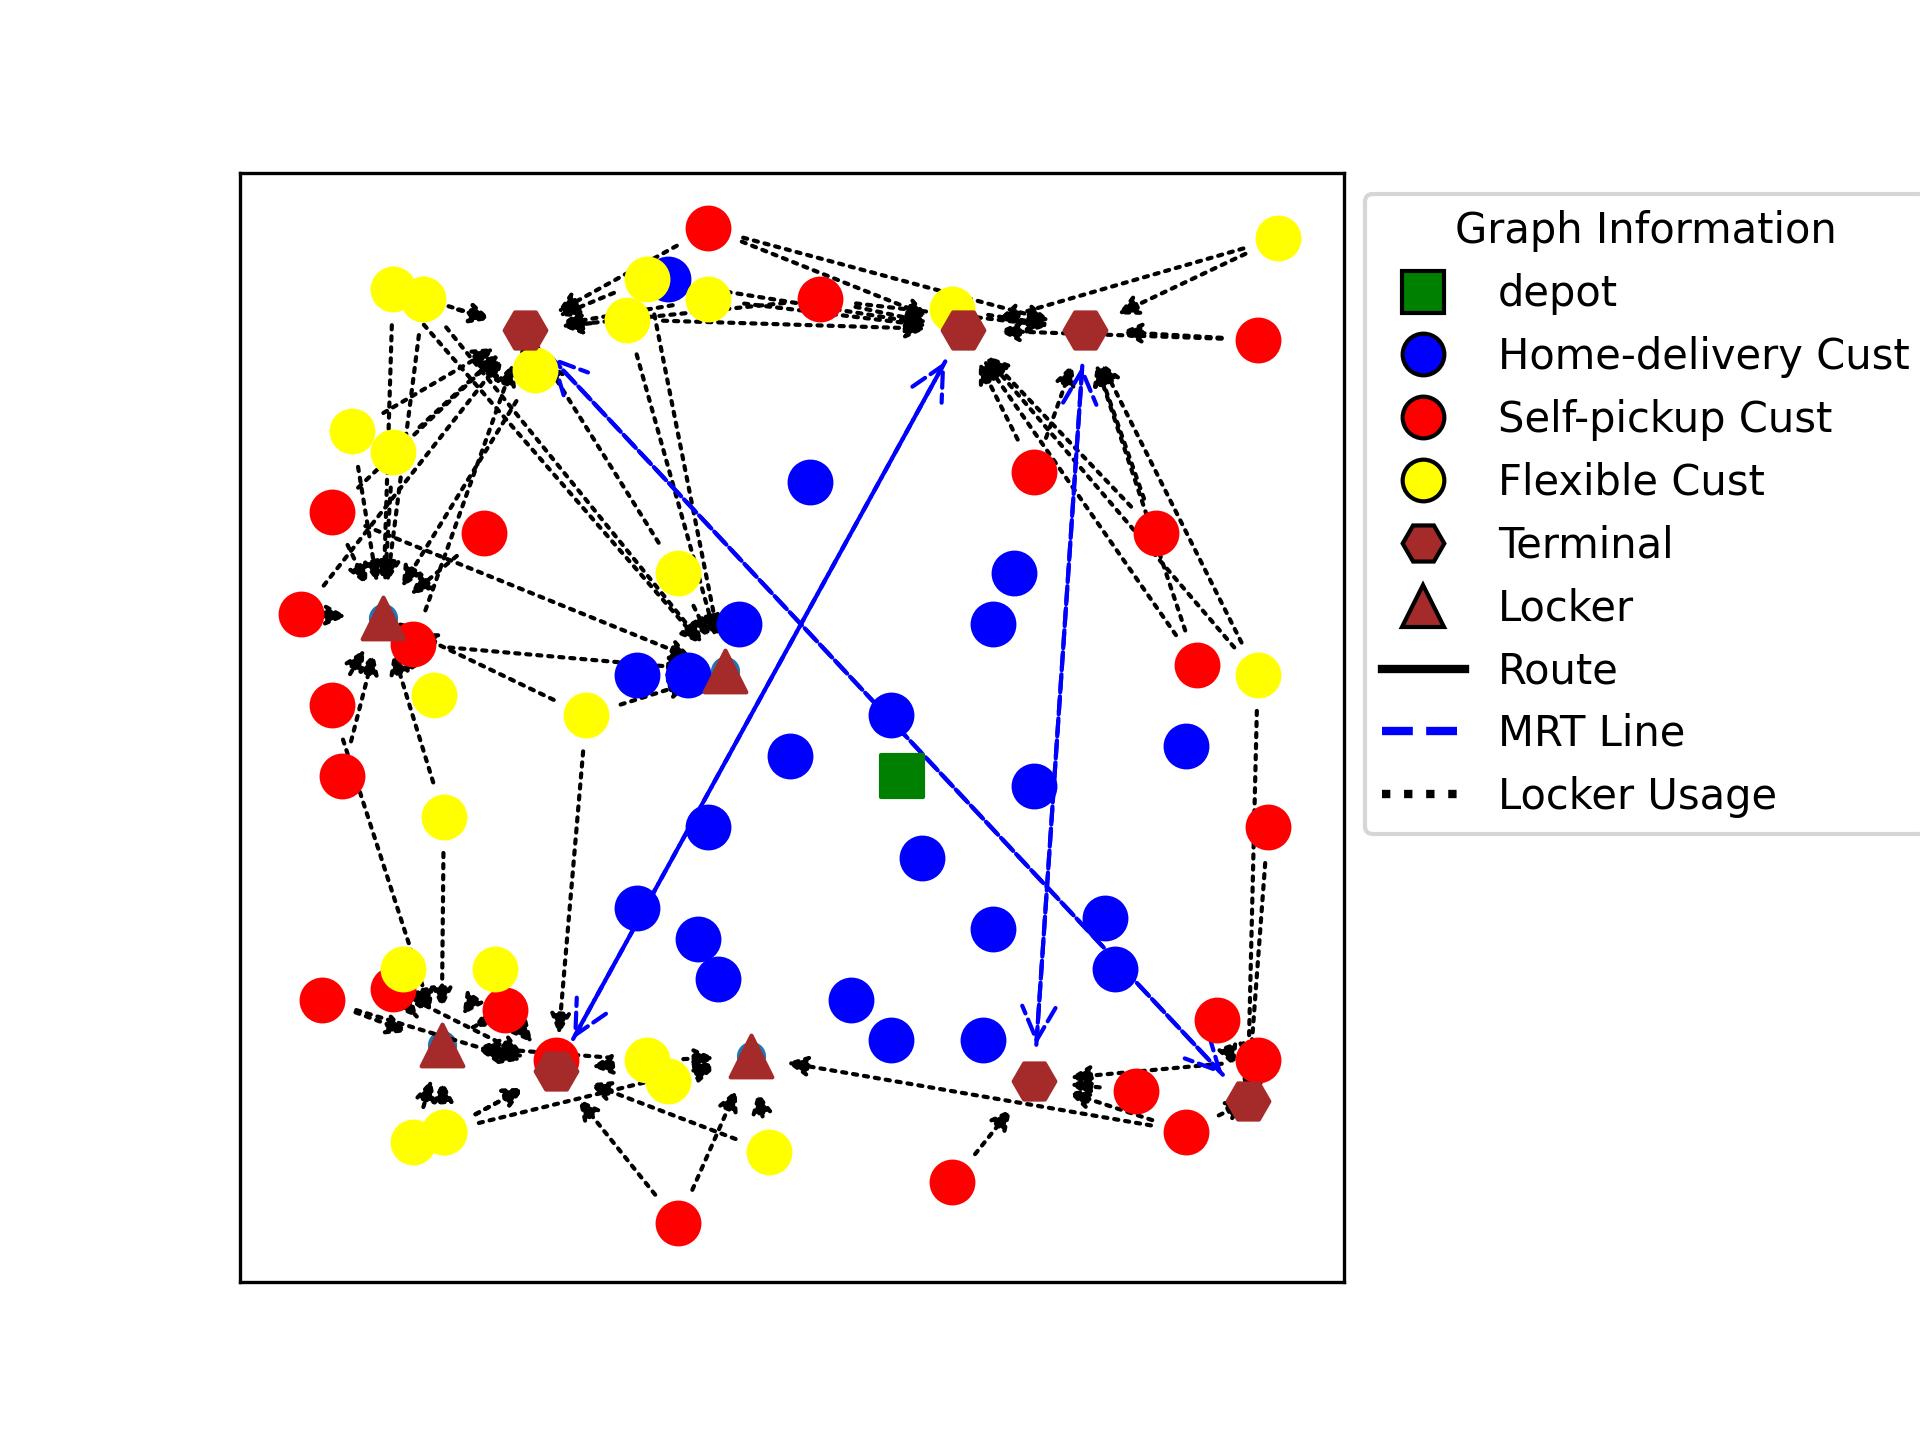 Graph Information
depot
Home-delivery Cust
Self-pickup Cust
Flexible Cust
Terminal
Locker
Route
MRT Line
Locker Usage